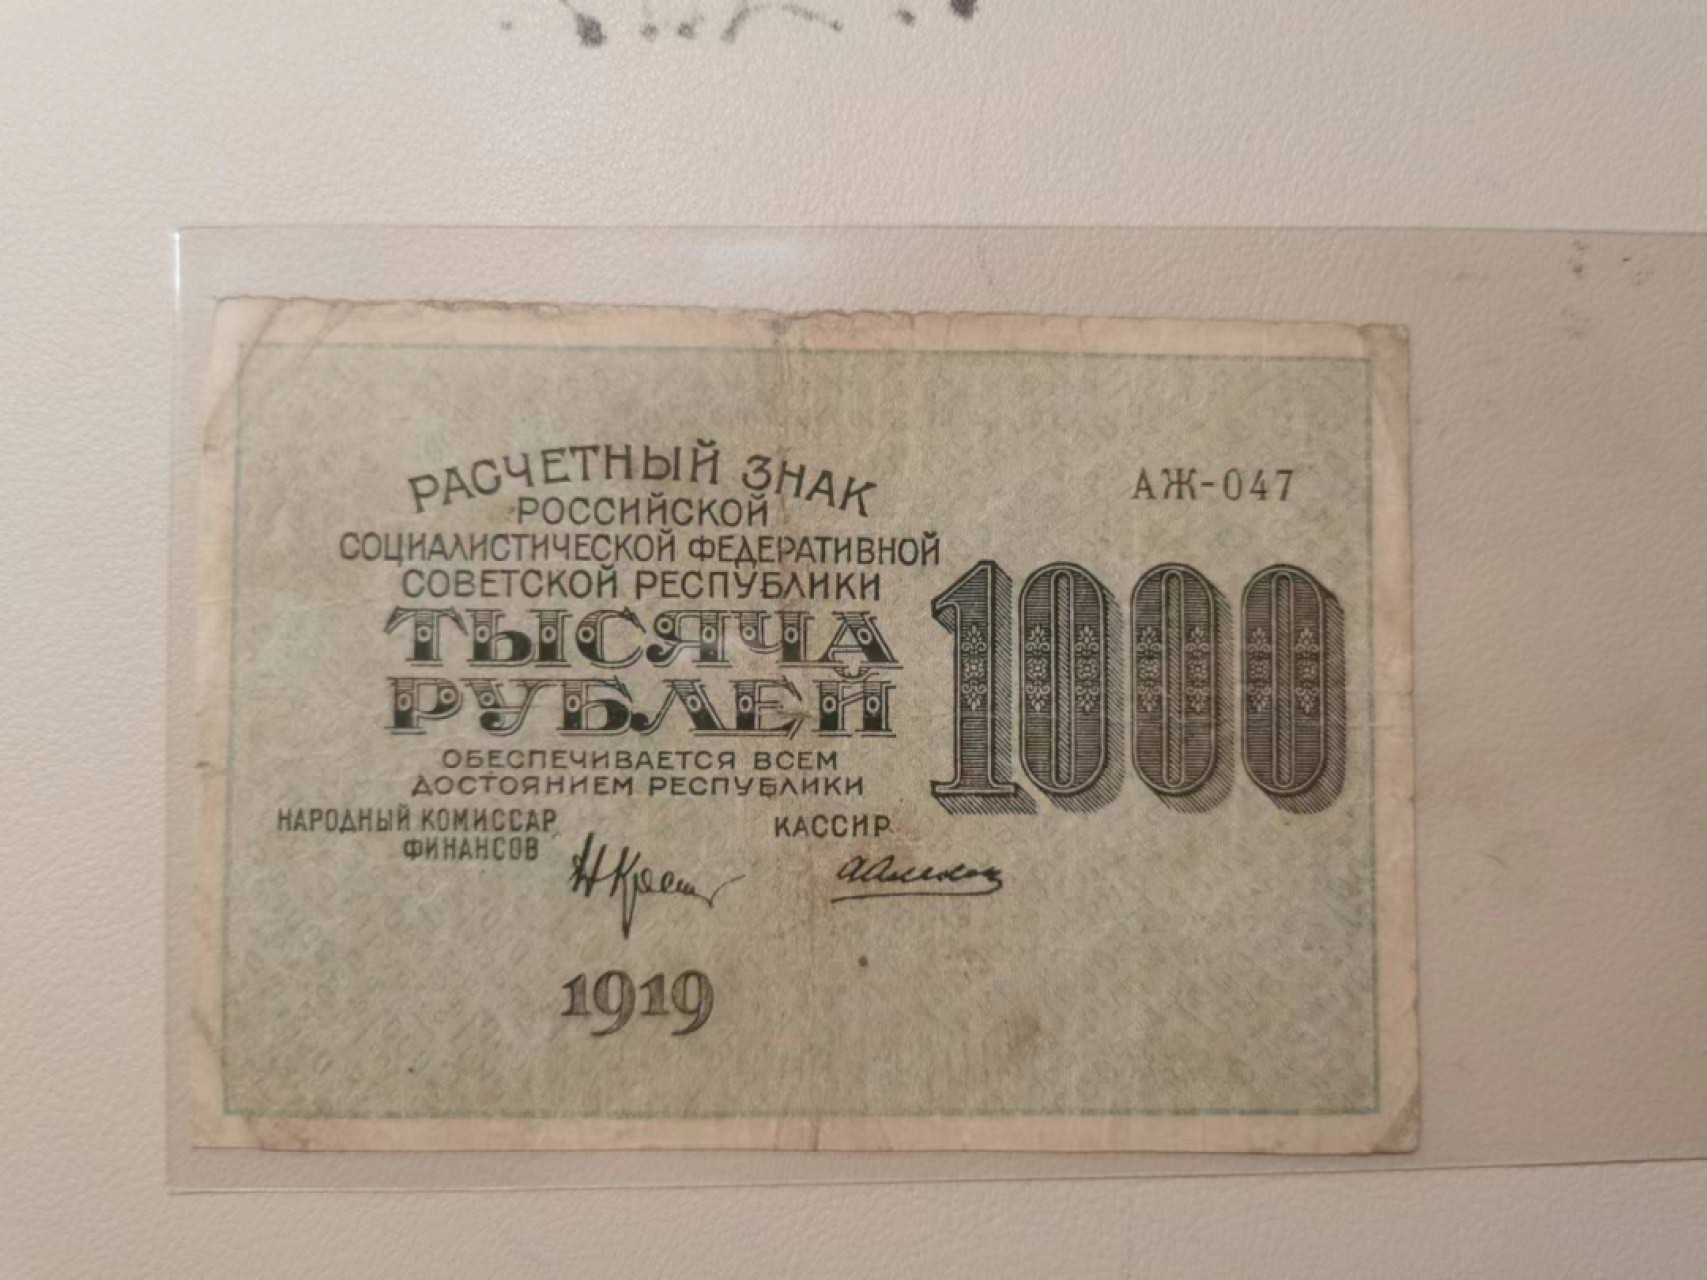 РАСЧЕТНЫЙ ЗНАК
РОССИЙСКОЙ
СОЦИАЛИСТИЧЕСКОЙ ФЕДЕРАТИВНОЙ
СОВЕТСКОЙ РЕСПУБЛИКИ
ТЫСЯЧА
РУБЛЕЙ
ОБЕСПЕЧИВАЕТСЯ ВСЕМ
ДОСТОЯНИЕМ РЕСПУБЛИКИ
НАРОДНЫЙ КОМИССАР
ФИНАНСОВ
КАССИР
1919
АЖ-047
1000